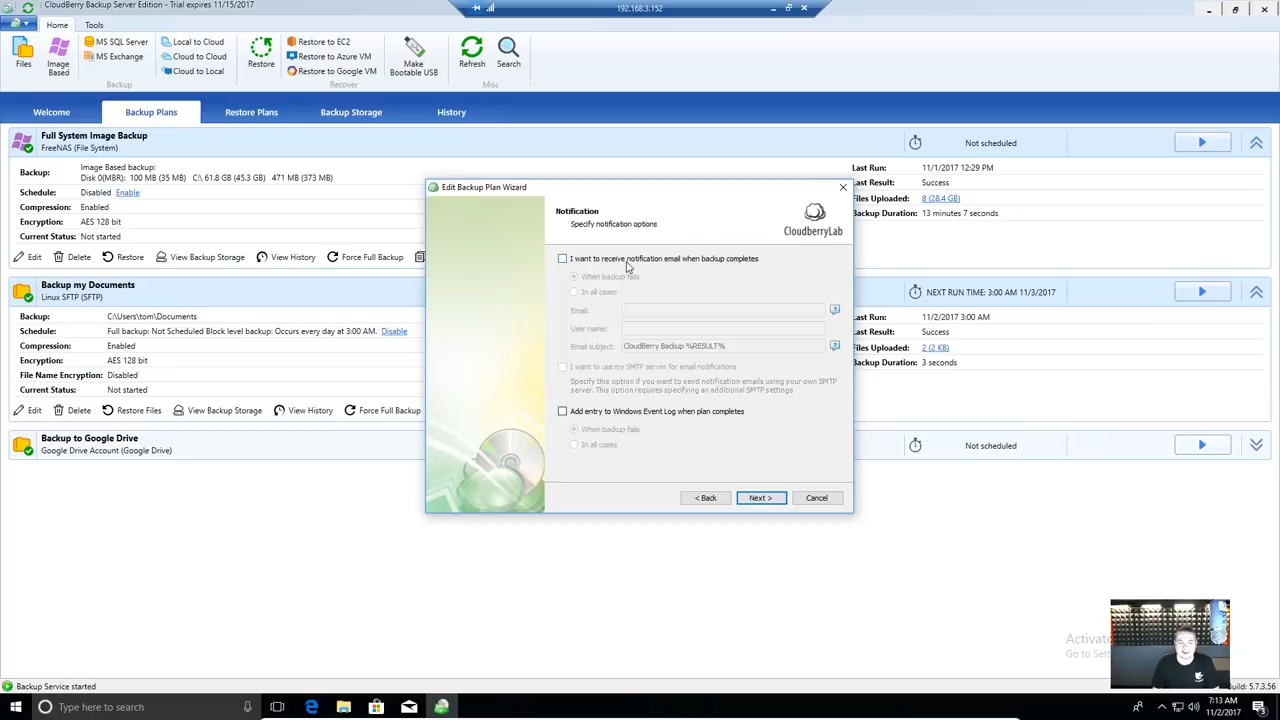 CloudBerry Backup Server Edition - Trial expires 11/15/2017
192.168.3.152
Home
Tools
Files
Image Based
MS SQL Server
MS Exchange
Local to Cloud
Cloud to Cloud
Cloud to Local
Backup
Restore
Restore to EC2
Restore to Azure VM
Restore to Google VM
Recover
Make Bootable USB
Refresh
Search
Misc
Welcome
Backup Plans
Restore Plans
Backup Storage
History
Full System Image Backup
FreeNAS (File System)
Not scheduled
Backup:
Image Based backup:
Disk 0(MBR): 100 MB (35 MB) C:\ 61.8 GB (45.3 GB) 471 MB (373 MB)
Schedule: Disabled Enable
Compression: Enabled
Encryption: AES 128 bit
Current Status: Not started
Last Run: 11/1/2017 12:29 PM
Last Result: Success
Files Uploaded: 8 (28.4 GB)
Backup Duration: 13 minutes 7 seconds
Edit
Delete
Restore
View Backup Storage
View History
Force Full Backup
Backup my Documents
Linux SFTP (SFTP)
NEXT RUN TIME: 3:00 AM 11/3/2017
Backup: C:\Users\tom\Documents
Schedule: Full backup: Not Scheduled Block level backup: Occurs every day at 3:00 AM. Disable
Compression: Enabled
Encryption: AES 128 bit
File Name Encryption: Disabled
Current Status: Not started
Last Run: 11/2/2017 3:00 AM
Last Result: Success
Files Uploaded: 2 (2 KB)
Backup Duration: 3 seconds
Edit
Delete
Restore Files
View Backup Storage
View History
Force Full Backup
Backup to Google Drive
Google Drive Account (Google Drive)
Not scheduled
Edit Backup Plan Wizard
Notification
Specify notification options
CloudberryLab
I want to receive notification email when backup completes
When backup fails
In all cases
Email:
User name:
Email subject: CloudBerry Backup %RESULT%
I want to use my SMTP server for email notifications
Specify this option if you want to send notification emails using your own SMTP
server. This option requires specifying an additional SMTP settings
Add entry to Windows Event Log when plan completes
When backup fails
In all cases
< Back
Next >
Cancel
Backup Service started
Build: 5.7.3.56
Type here to search
7:13 AM
11/2/2017